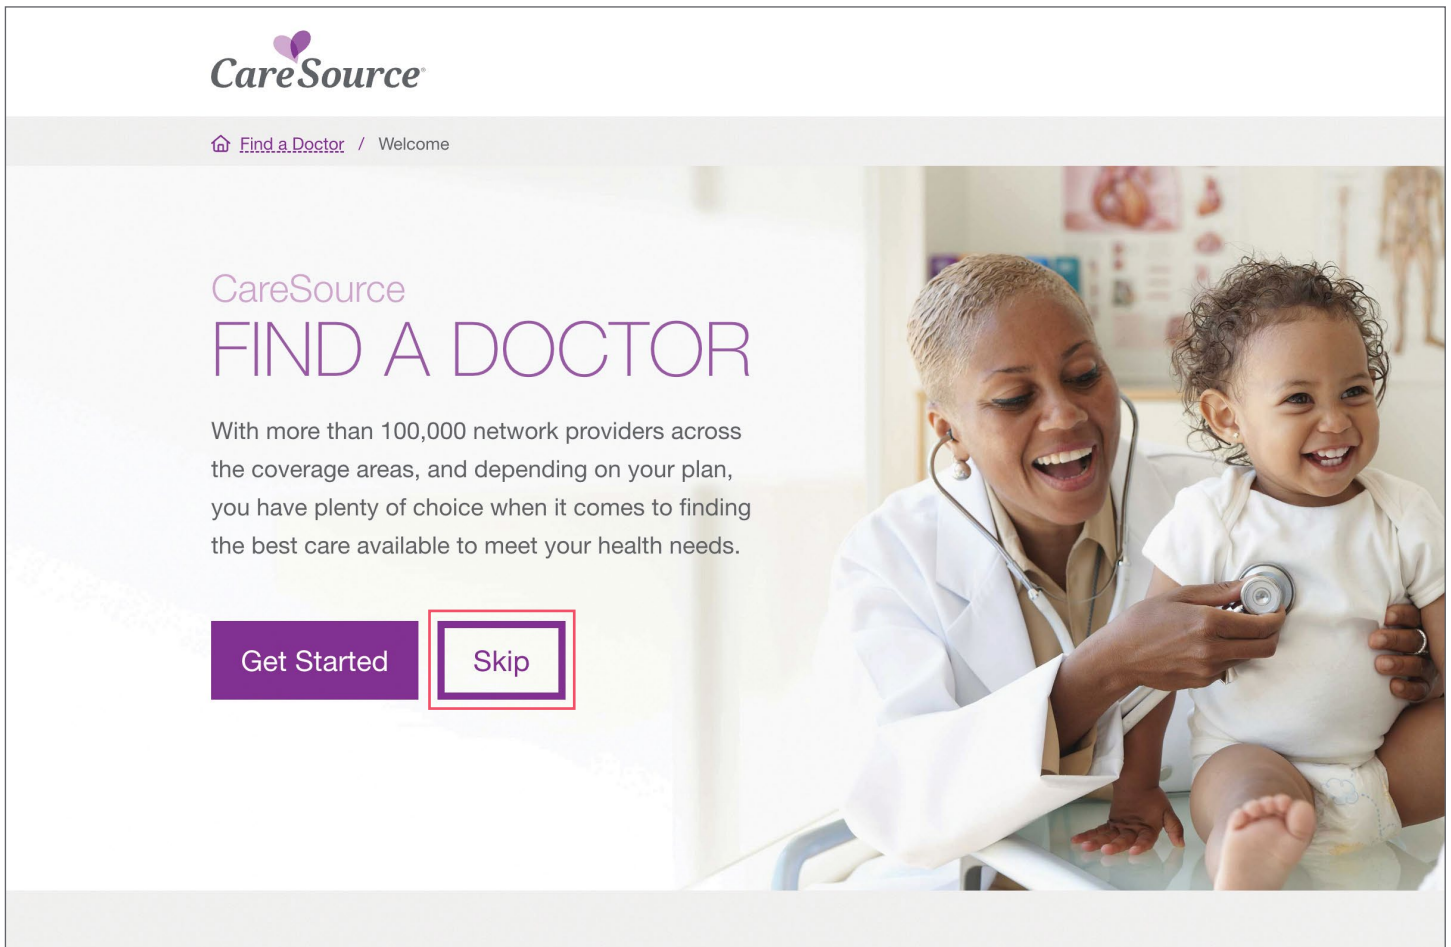 CareSource®
Find a Doctor / Welcome
CareSource
FIND A DOCTOR
With more than 100,000 network providers across
the coverage areas, and depending on your plan,
you have plenty of choice when it comes to finding
the best care available to meet your health needs.
Get Started
Skip